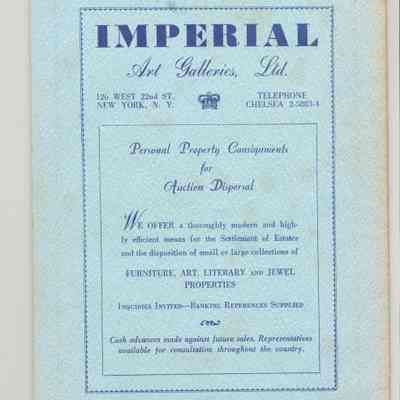 IMPERIAL
Art Galleries, Ltd.
126 WEST 22nd ST.
NEW YORK, N. Y.
TELEPHONE
CHELSEA 2-5883-4
Personal Property Consignments
for
Auction Disposal
WE OFFER a thoroughly modern and high-
ly efficient means for the Settlement of Estates
and the disposition of small or large collections of
FURNITURE, ART, LITERARY AND JEWEL
PROPERTIES
INQUIRIES INVITED—BANKING REFERENCES SUPPLIED
Cash advances made against future sales. Representatives
available for consultation throughout the country.